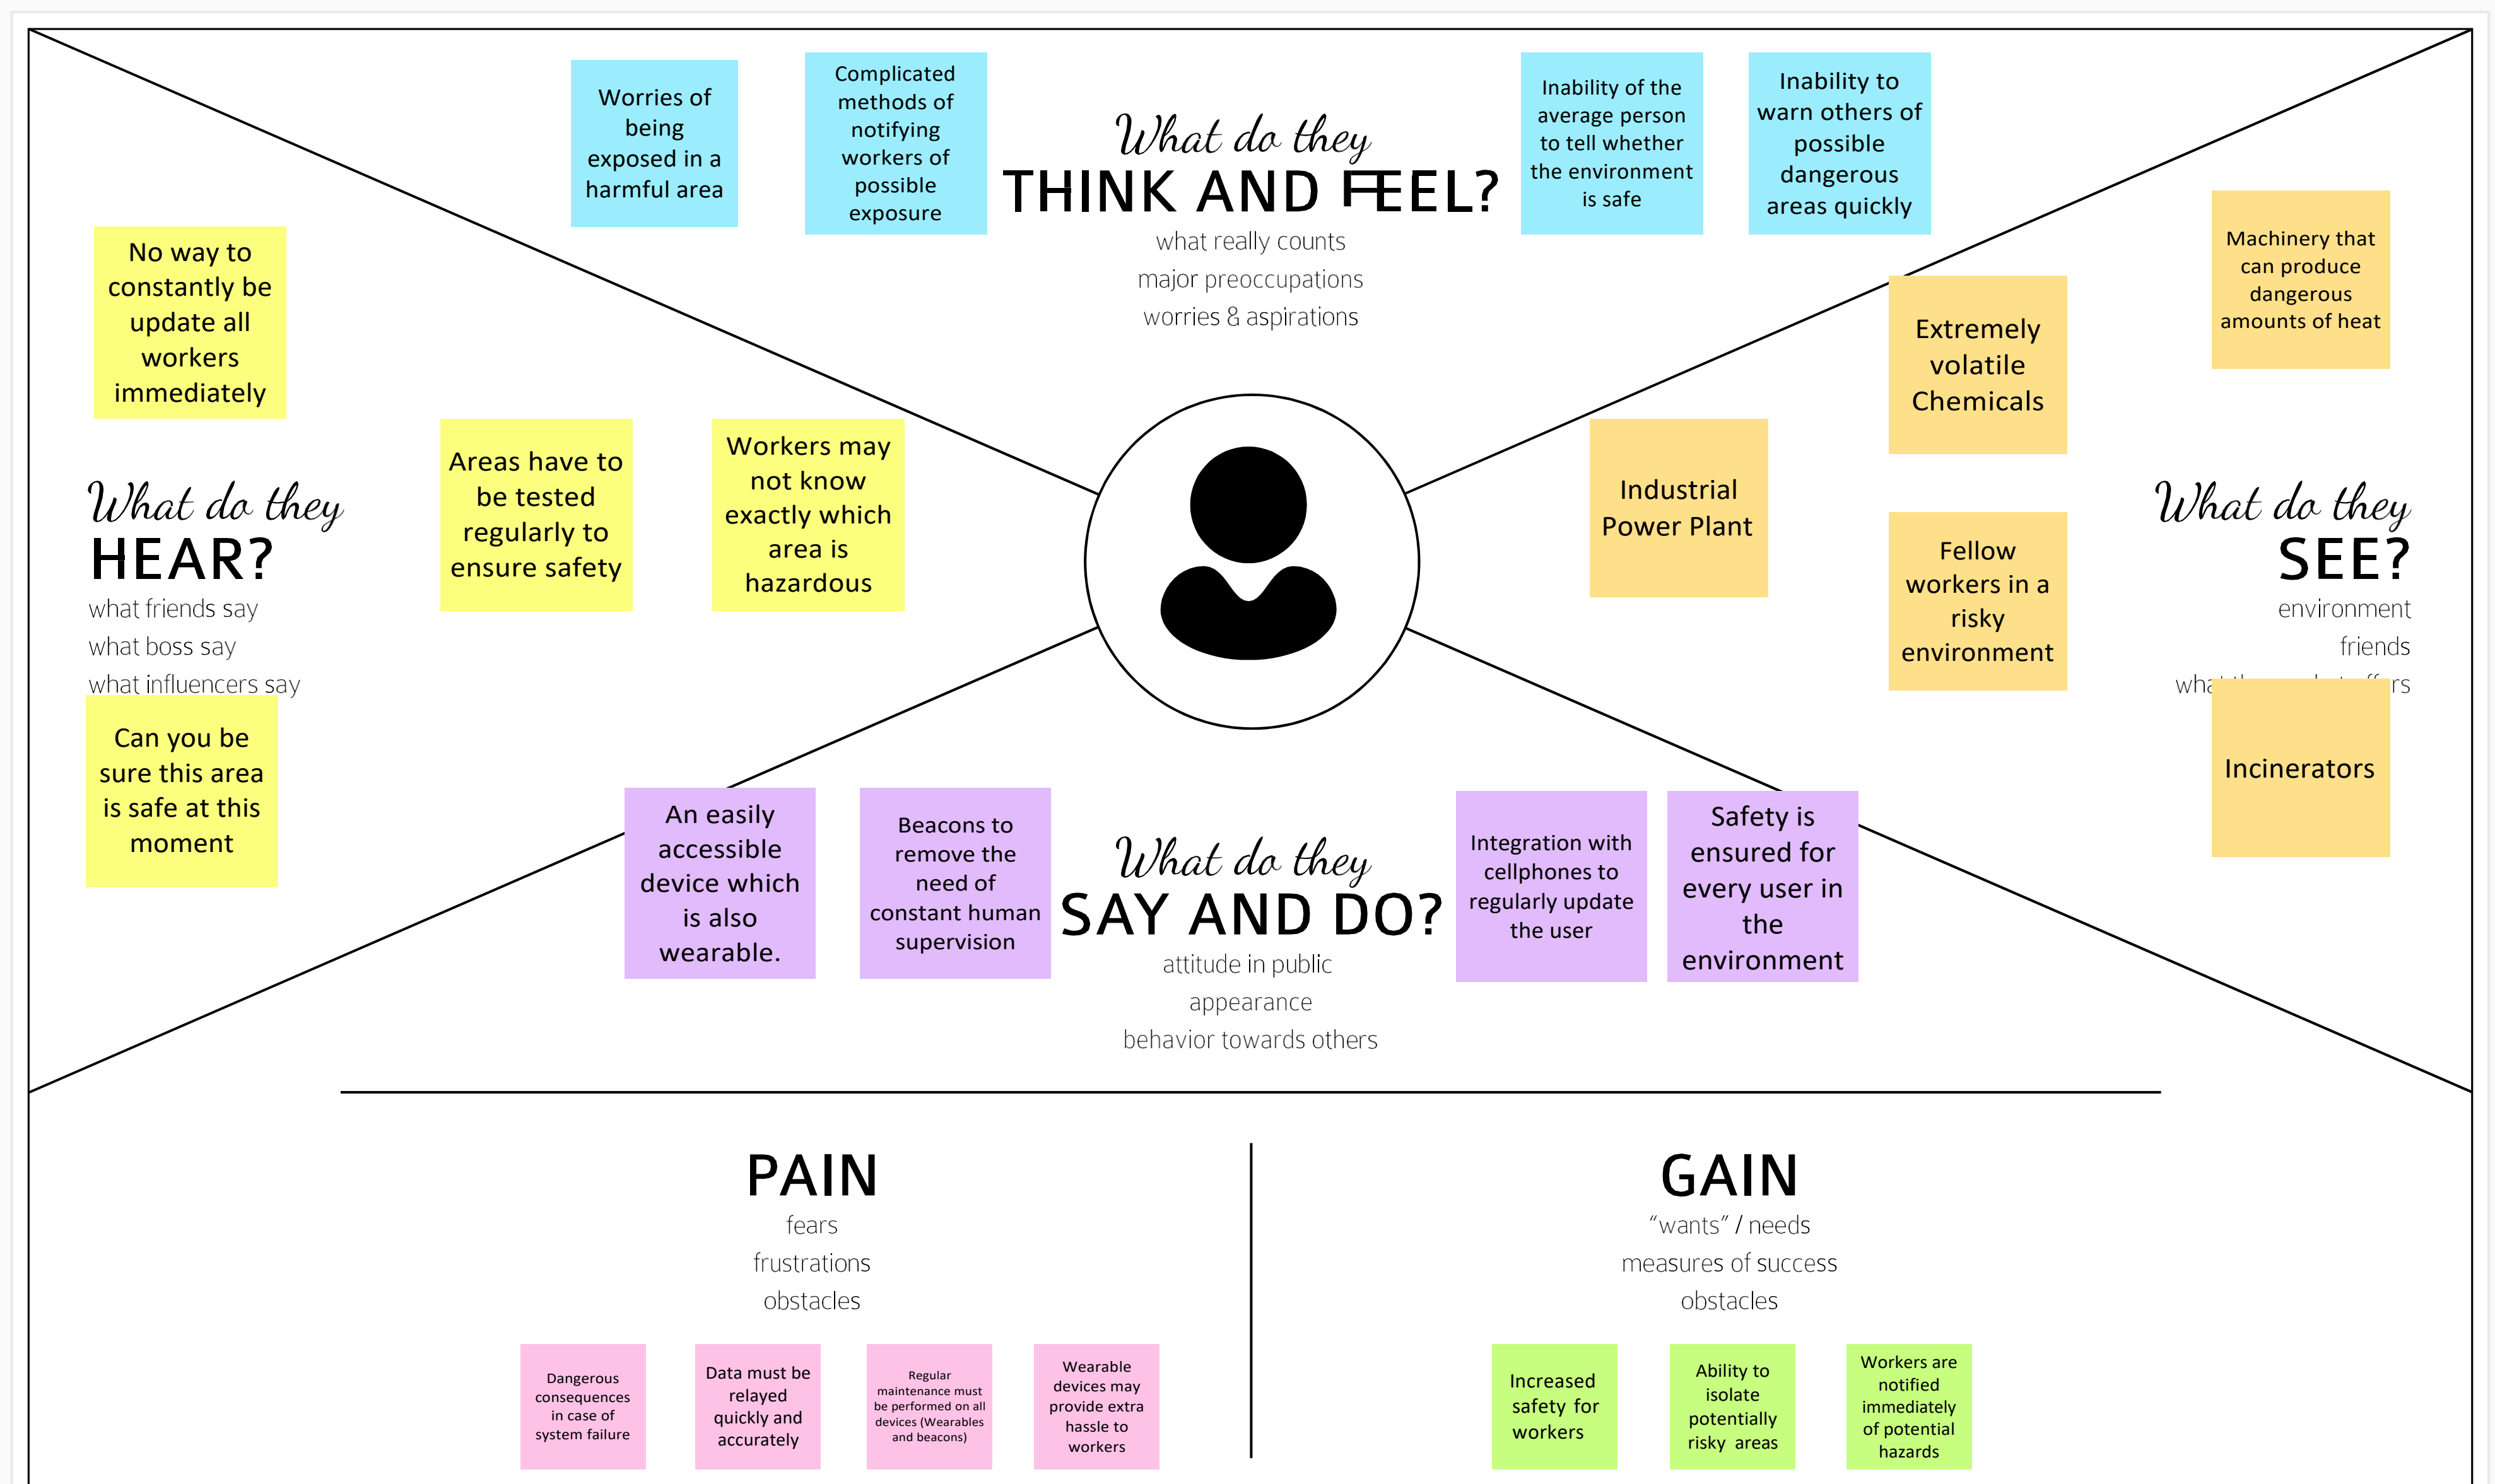 Worries of
being
exposed in a
harmful area
Complicated
methods of
notifying
workers of
possible
exposure
What do they
THINK AND FEEL?
what really counts
major preoccupations
worries & aspirations
Inability of the
average person
to tell whether
the environment
is safe
Inability to
warn others of
possible
dangerous
areas quickly
No way to
constantly be
update all
workers
immediately
Areas have to
be tested
regularly to
ensure safety
Workers may
not know
exactly which
area is
hazardous
What do they
HEAR?
what friends say
what boss say
what influencers say
Can you be
sure this area
is safe at this
moment
Machinery that
can produce
dangerous
amounts of heat
Extremely
volatile
Chemicals
Industrial
Power Plant
Fellow
workers in a
risky
environment
What do they
SEE?
environment
friends
Incinerators
An easily
accessible
device which
is also
wearable.
Beacons to
remove the
need of
constant human
supervision
What do they
SAY AND DO?
attitude in public
appearance
behavior towards others
Integration with
cellphones to
regularly update
the user
Safety is
ensured for
every user in
the
environment
PAIN
fears
frustrations
obstacles
Dangerous
consequences
in case of
system failure
Data must be
relayed
quickly and
accurately
Regular
maintenance must
be performed on all
devices (Wearables
and beacons)
Wearable
devices may
provide extra
hassle to
workers
GAIN
“wants” / needs
measures of success
obstacles
Increased
safety for
workers
Ability to
isolate
potentially
risky areas
Workers are
notified
immediately
of potential
hazards